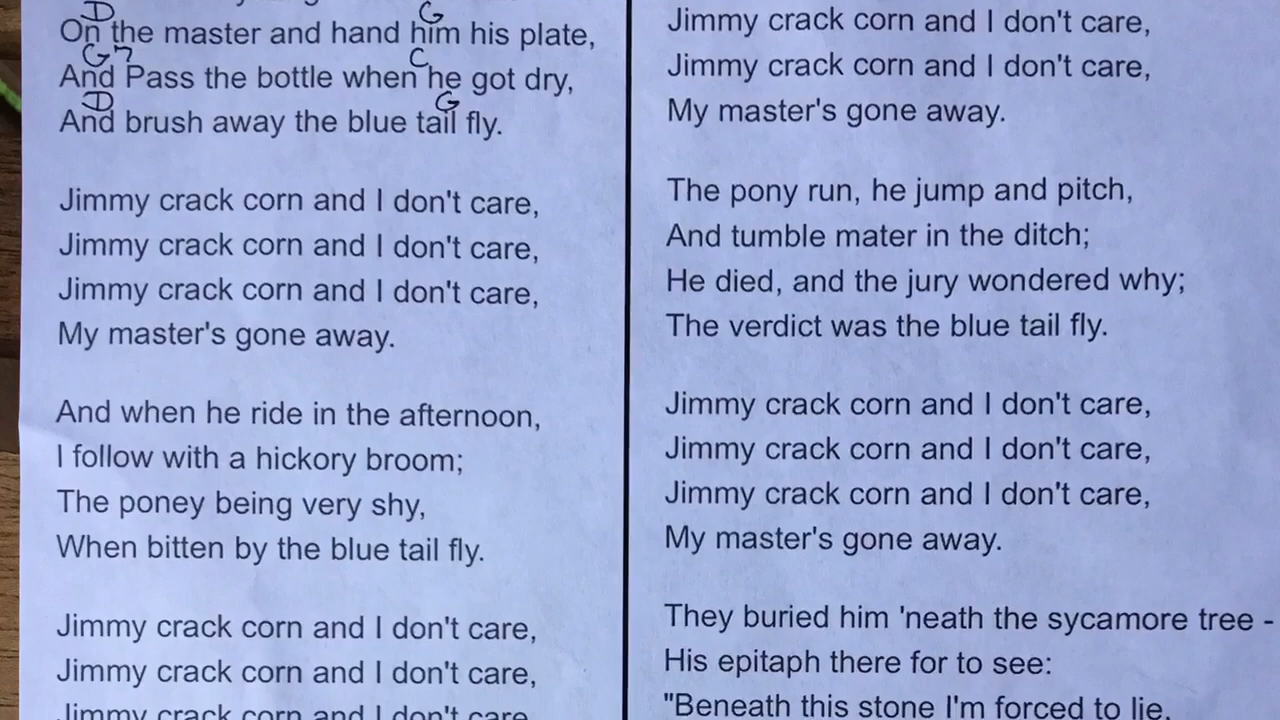 D G
On the master and hand him his plate,
G7 C
And Pass the bottle when he got dry,
D G
And brush away the blue tail fly.
Jimmy crack corn and I don't care,
Jimmy crack corn and I don't care,
Jimmy crack corn and I don't care,
My master's gone away.
And when he ride in the afternoon,
I follow with a hickory broom;
The poney being very shy,
When bitten by the blue tail fly.
Jimmy crack corn and I don't care,
Jimmy crack corn and I don't care,
Jimmy crack corn and I don't care,
Jimmy crack corn and I don't care,
Jimmy crack corn and I don't care,
My master's gone away.
The pony run, he jump and pitch,
And tumble mater in the ditch;
He died, and the jury wondered why;
The verdict was the blue tail fly.
Jimmy crack corn and I don't care,
Jimmy crack corn and I don't care,
Jimmy crack corn and I don't care,
My master's gone away.
They buried him 'neath the sycamore tree -
His epitaph there for to see:
"Beneath this stone I'm forced to lie,